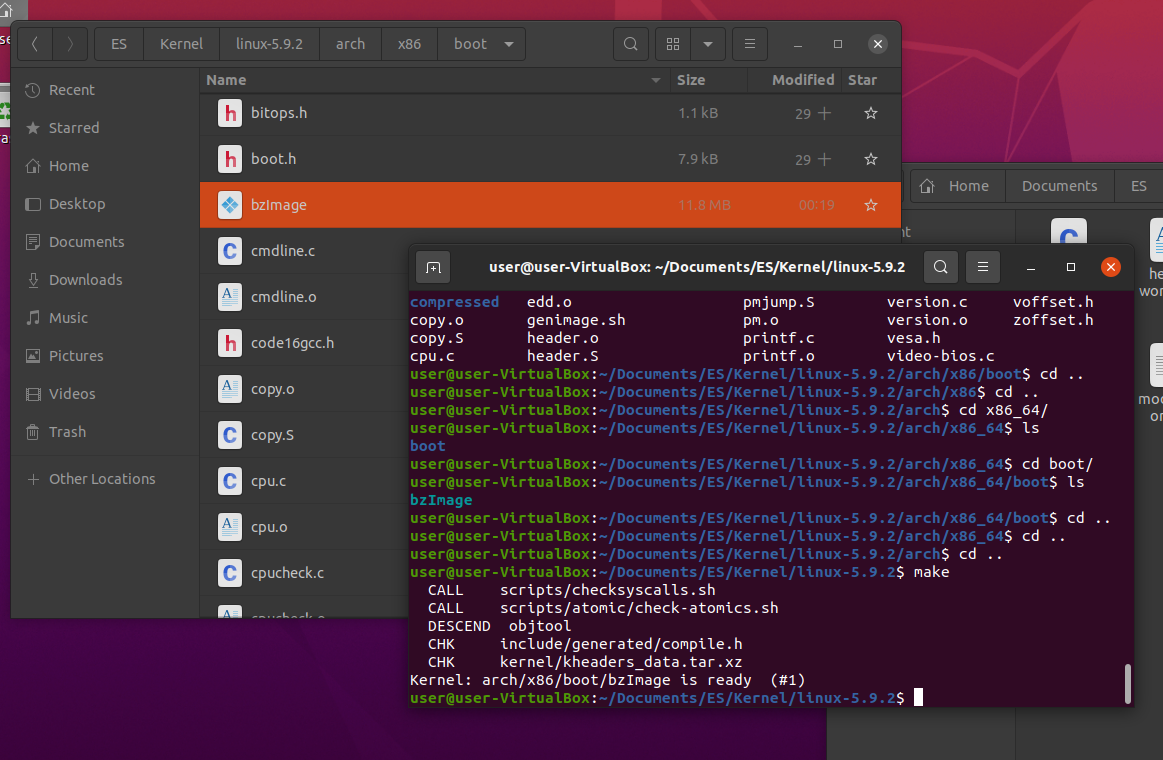 ES Kernel linux-5.9.2 arch x86 boot
Name Size Modified Star
Recent
Starred
Home
Desktop
Documents
Downloads
Music
Pictures
Videos
Trash
Other Locations
bitops.h 1.1 kB 29
boot.h 7.9 kB 29
bzImage 11.8 MB 00:19
cmdline.c
cmdline.o
code16gcc.h
copy.o
copy.S
cpu.c
cpu.o
cpucheck.c
cpucheck.o
Home Documents ES
user@user-VirtualBox: ~/Documents/ES/Kernel/linux-5.9.2
compressed edd.o pmjump.S version.c voffset.h
copy.o genimage.sh pm.o version.o zoffset.h
copy.S header.o printf.c vesa.h
cpu.c header.S printf.o video-bios.c
user@user-VirtualBox:~/Documents/ES/Kernel/linux-5.9.2/arch/x86/boot$ cd ..
user@user-VirtualBox:~/Documents/ES/Kernel/linux-5.9.2/arch/x86$ cd ..
user@user-VirtualBox:~/Documents/ES/Kernel/linux-5.9.2/arch$ cd x86_64/
user@user-VirtualBox:~/Documents/ES/Kernel/linux-5.9.2/arch/x86_64$ ls
boot
user@user-VirtualBox:~/Documents/ES/Kernel/linux-5.9.2/arch/x86_64$ cd boot/
user@user-VirtualBox:~/Documents/ES/Kernel/linux-5.9.2/arch/x86_64/boot$ ls
bzImage
user@user-VirtualBox:~/Documents/ES/Kernel/linux-5.9.2/arch/x86_64/boot$ cd ..
user@user-VirtualBox:~/Documents/ES/Kernel/linux-5.9.2/arch/x86_64$ cd ..
user@user-VirtualBox:~/Documents/ES/Kernel/linux-5.9.2/arch$ cd ..
user@user-VirtualBox:~/Documents/ES/Kernel/linux-5.9.2$ make
CALL scripts/checksyscalls.sh
CALL scripts/atomic/check-atomics.sh
DESCEND objtool
CHK include/generated/compile.h
CHK kernel/kheaders_data.tar.xz
Kernel: arch/x86/boot/bzImage is ready (#1)
user@user-VirtualBox:~/Documents/ES/Kernel/linux-5.9.2$